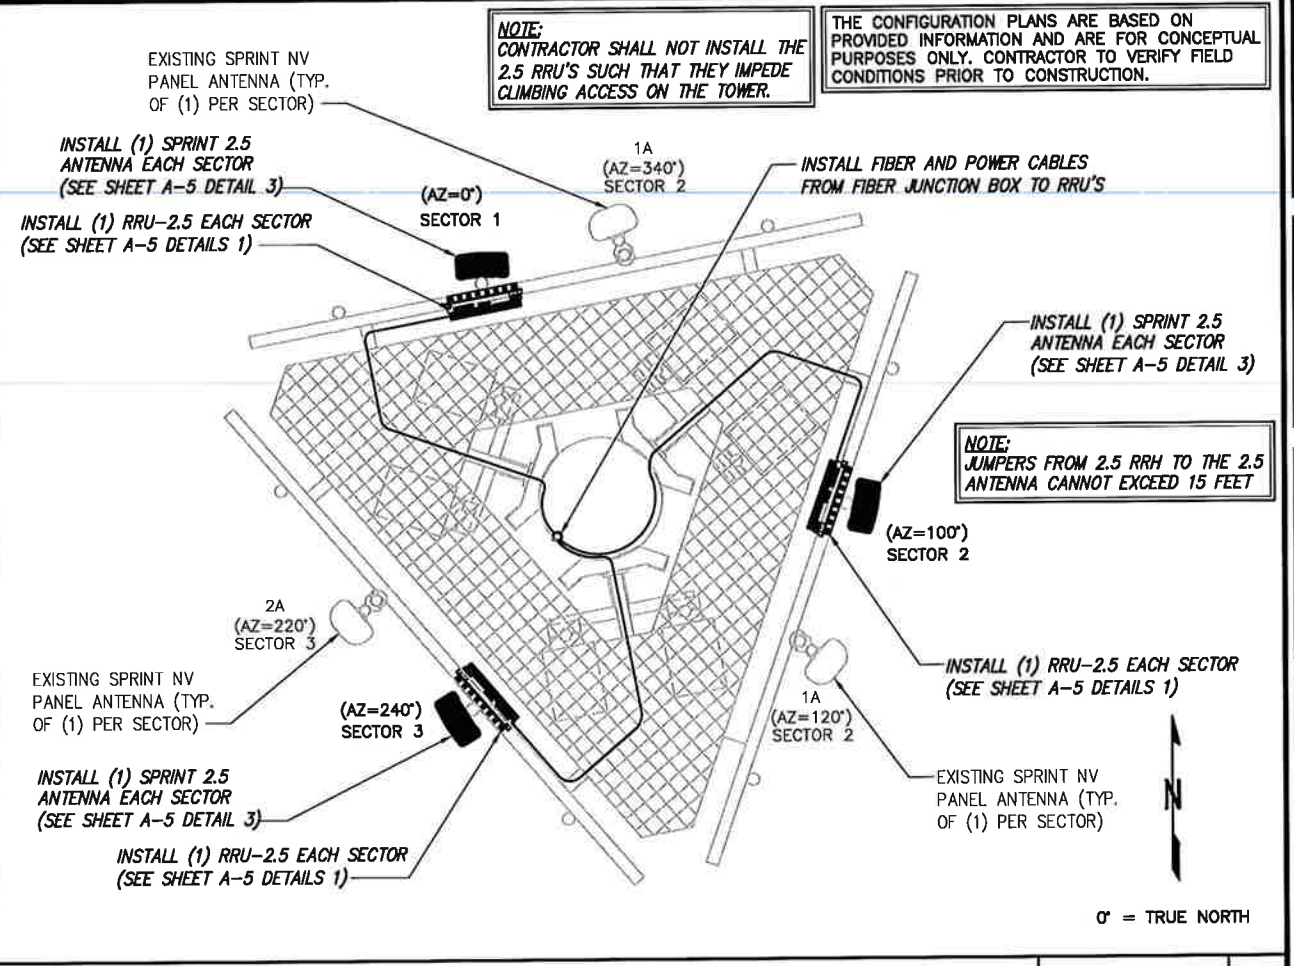 NOTE:
CONTRACTOR SHALL NOT INSTALL THE
2.5 RRU'S SUCH THAT THEY IMPEDE
CLIMBING ACCESS ON THE TOWER.
THE CONFIGURATION PLANS ARE BASED ON
PROVIDED INFORMATION AND ARE FOR CONCEPTUAL
PURPOSES ONLY. CONTRACTOR TO VERIFY FIELD
CONDITIONS PRIOR TO CONSTRUCTION.
EXISTING SPRINT NV
PANEL ANTENNA (TYP.
OF (1) PER SECTOR)
INSTALL (1) SPRINT 2.5
ANTENNA EACH SECTOR
(SEE SHEET A-5 DETAIL 3)
INSTALL (1) RRU-2.5 EACH SECTOR
(SEE SHEET A-5 DETAILS 1)
(AZ=0°)
SECTOR 1
1A
(AZ=340°)
SECTOR 2
INSTALL FIBER AND POWER CABLES
FROM FIBER JUNCTION BOX TO RRU'S
INSTALL (1) SPRINT 2.5
ANTENNA EACH SECTOR
(SEE SHEET A-5 DETAIL 3)
NOTE:
JUMPERS FROM 2.5 RRH TO THE 2.5
ANTENNA CANNOT EXCEED 15 FEET
(AZ=100°)
SECTOR 2
2A
(AZ=220°)
SECTOR 3
EXISTING SPRINT NV
PANEL ANTENNA (TYP.
OF (1) PER SECTOR)
(AZ=240°)
SECTOR 3
INSTALL (1) SPRINT 2.5
ANTENNA EACH SECTOR
(SEE SHEET A-5 DETAIL 3)
INSTALL (1) RRU-2.5 EACH SECTOR
(SEE SHEET A-5 DETAILS 1)
INSTALL (1) RRU-2.5 EACH SECTOR
(SEE SHEET A-5 DETAILS 1)
1A
(AZ=120°)
SECTOR 2
EXISTING SPRINT NV
PANEL ANTENNA (TYP.
OF (1) PER SECTOR)
N
0° = TRUE NORTH